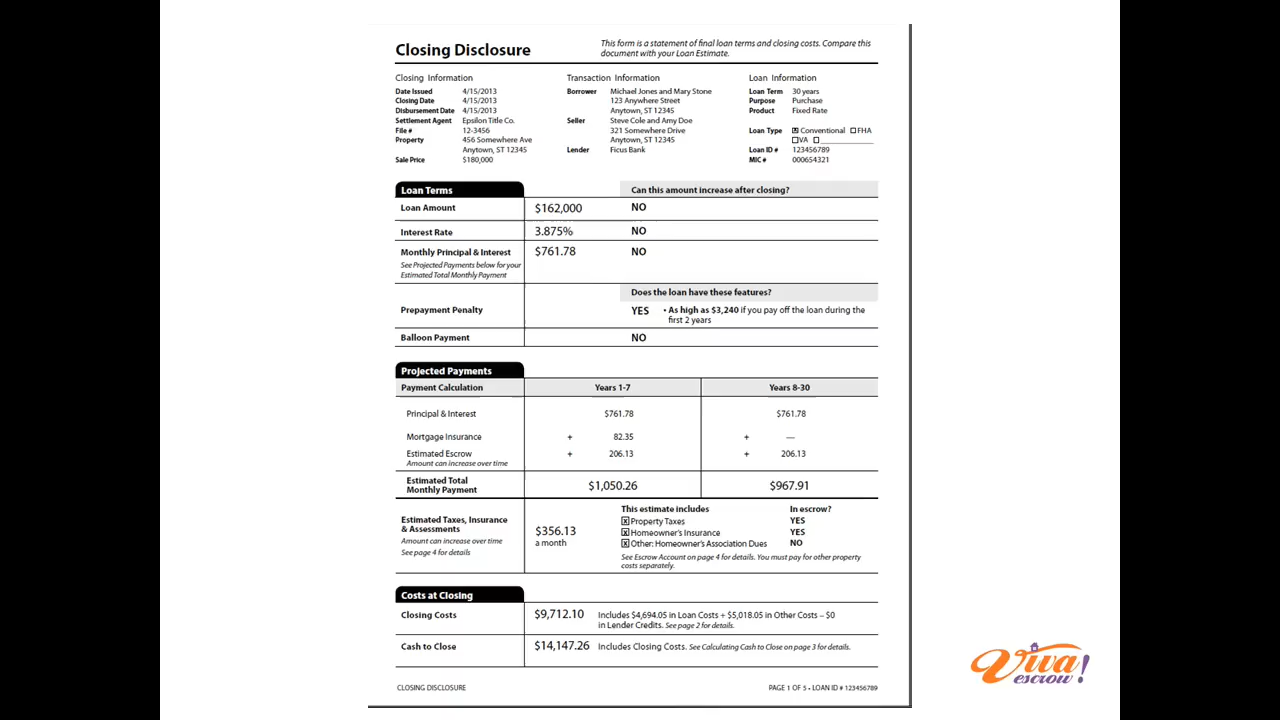 Closing Disclosure
This form is a statement of final loan terms and closing costs. Compare this
document with your Loan Estimate.
Closing Information
Date Issued 4/15/2013
Closing Date 4/15/2013
Disbursement Date 4/15/2013
Settlement Agent Epsilon Title Co.
File # 12-3456
Property 456 Somewhere Ave
Anytown, ST 12345
Sale Price $180,000
Transaction Information
Borrower Michael Jones and Mary Stone
123 Anywhere Street
Anytown, ST 12345
Seller Steve Cole and Amy Doe
321 Somewhere Drive
Anytown, ST 12345
Lender Ficus Bank
Loan Information
Loan Term 30 years
Purpose Purchase
Product Fixed Rate
Loan Type ☒ Conventional ☐ FHA
☐ VA ☐ ____________
Loan ID # 123456789
MIC # 000654321
Loan Terms Can this amount increase after closing?
Loan Amount $162,000 NO
Interest Rate 3.875% NO
Monthly Principal & Interest $761.78 NO
See Projected Payments below for your
Estimated Total Monthly Payment
Does the loan have these features?
Prepayment Penalty YES • As high as $3,240 if you pay off the loan during the
first 2 years
Balloon Payment NO
Projected Payments
Payment Calculation Years 1-7 Years 8-30
Principal & Interest $761.78 $761.78
Mortgage Insurance + 82.35 + —
Estimated Escrow + 206.13 + 206.13
Amount can increase over time
Estimated Total
Monthly Payment $1,050.26 $967.91
Estimated Taxes, Insurance
& Assessments
Amount can increase over time
See page 4 for details
$356.13
a month
This estimate includes In escrow?
☒ Property Taxes YES
☒ Homeowner's Insurance YES
☒ Other: Homeowner's Association Dues NO
See Escrow Account on page 4 for details. You must pay for other property
costs separately.
Costs at Closing
Closing Costs $9,712.10 Includes $4,694.05 in Loan Costs + $5,018.05 in Other Costs – $0
in Lender Credits. See page 2 for details.
Cash to Close $14,147.26 Includes Closing Costs. See Calculating Cash to Close on page 3 for details.
CLOSING DISCLOSURE PAGE 1 OF 5 • LOAN ID # 123456789
Viva
escrow!